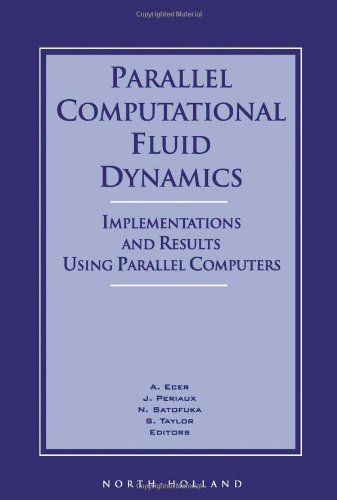 PARALLEL
COMPUTATIONAL
FLUID
DYNAMICS
IMPLEMENTATIONS
AND RESULTS
USING PARALLEL COMPUTERS
A. ECER
J. PERIAUX
N. SATOFUKA
S. TAYLOR
EDITORS
NORTH HOLLAND